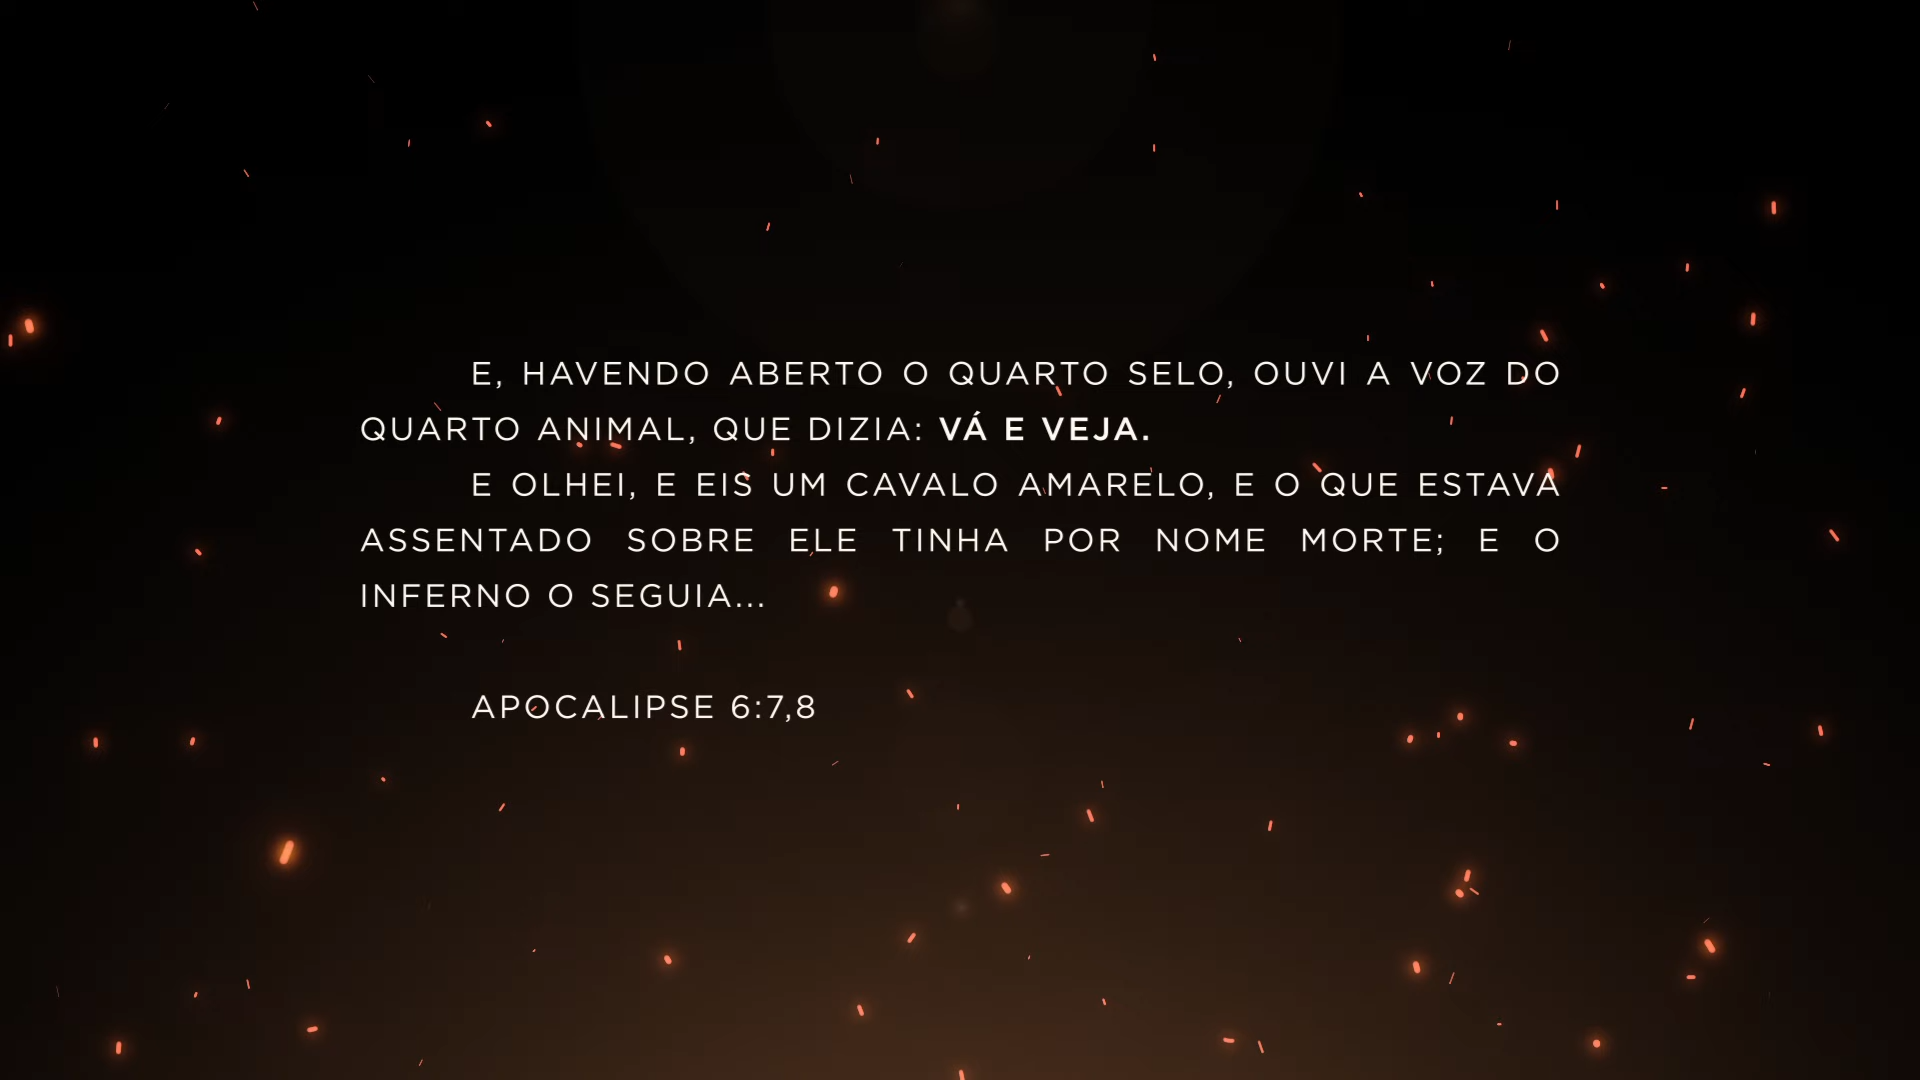 E, HAVENDO ABERTO O QUARTO SELO, OUVI A VOZ DO
QUARTO ANIMAL, QUE DIZIA: VÁ E VEJA.
E OLHEI, E EIS UM CAVALO AMARELO, E O QUE ESTAVA
ASSENTADO SOBRE ELE TINHA POR NOME MORTE; E O
INFERNO O SEGUIA...
APOCALIPSE 6:7,8